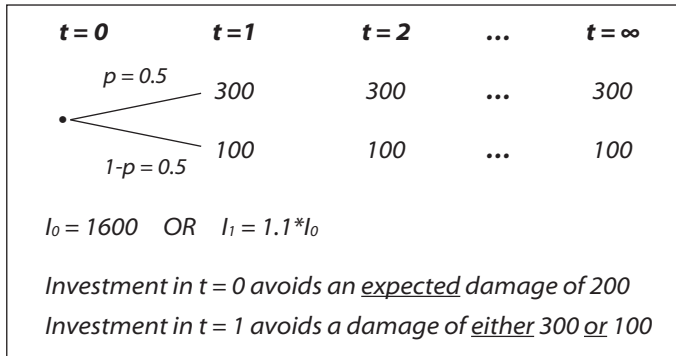 t = 0 t =1 t = 2 ... t = ∞
p = 0.5
300 300 ... 300
100 100 ... 100
1-p = 0.5
I₀ = 1600 OR I₁ = 1.1*I₀
Investment in t = 0 avoids an expected damage of 200
Investment in t = 1 avoids a damage of either 300 or 100